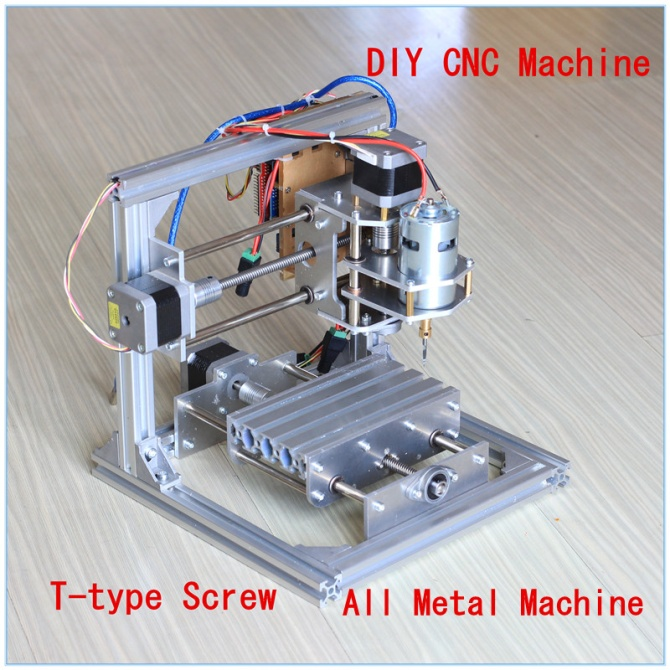 DIY CNC Machine
T-type Screw
All Metal Machine